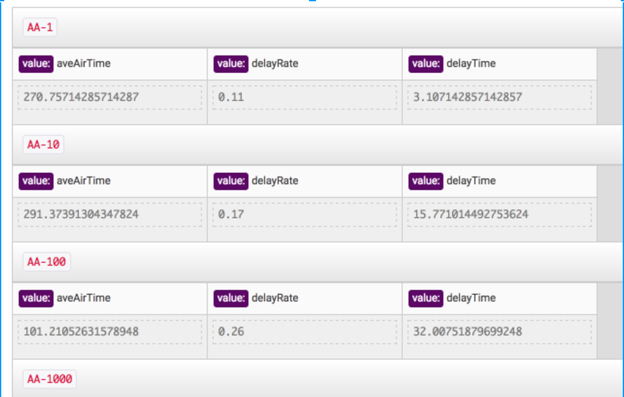 AA-1
value: aveAirTime value: delayRate value: delayTime
270.75714285714287 0.11 3.107142857142857
AA-10
value: aveAirTime value: delayRate value: delayTime
291.37391304347824 0.17 15.771014492753624
AA-100
value: aveAirTime value: delayRate value: delayTime
101.21052631578948 0.26 32.00751879699248
AA-1000